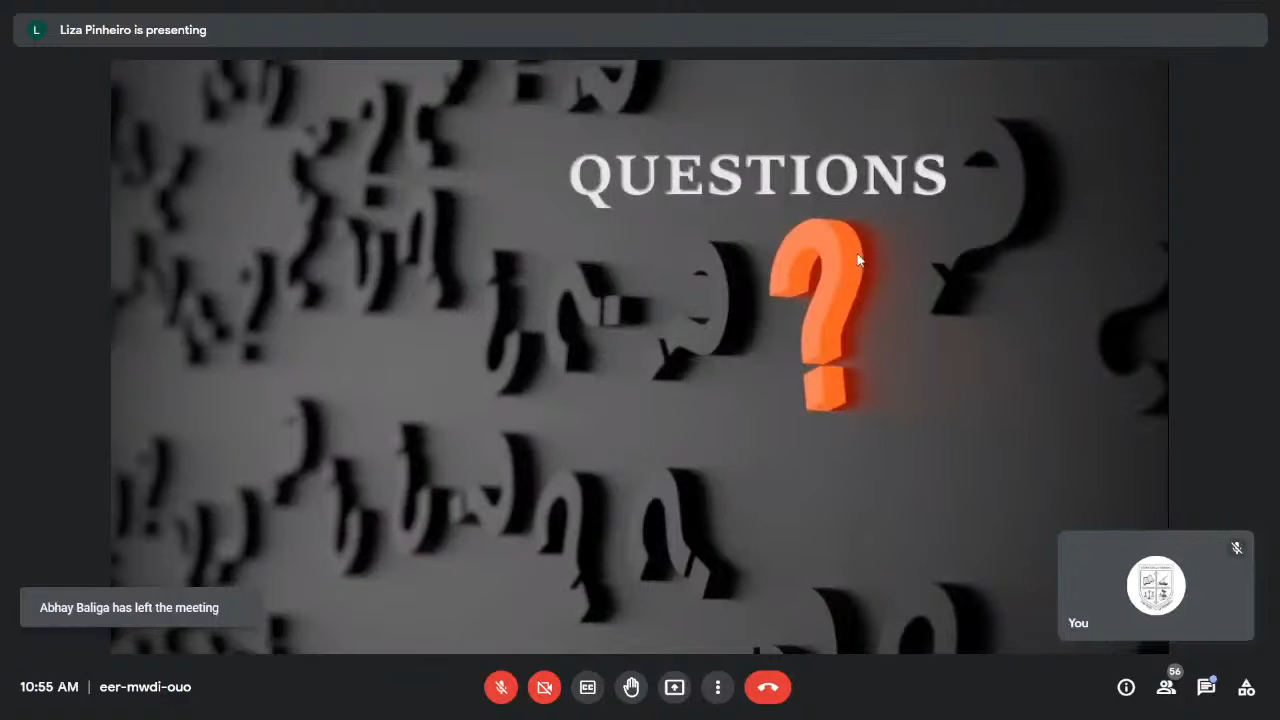 L Liza Pinheiro is presenting
QUESTIONS
?
Abhay Baliga has left the meeting
You
10:55 AM | eer-mwdi-ouo
56